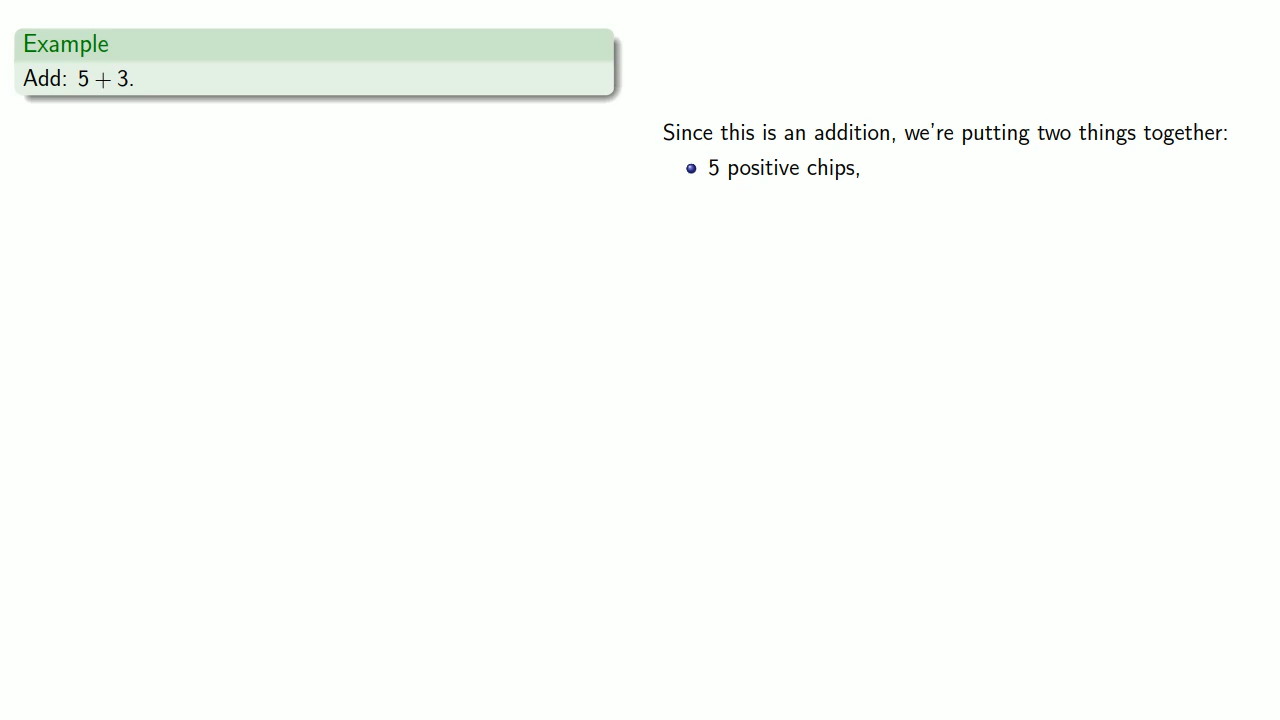 Example
Add: 5 + 3.
Since this is an addition, we're putting two things together:
5 positive chips,